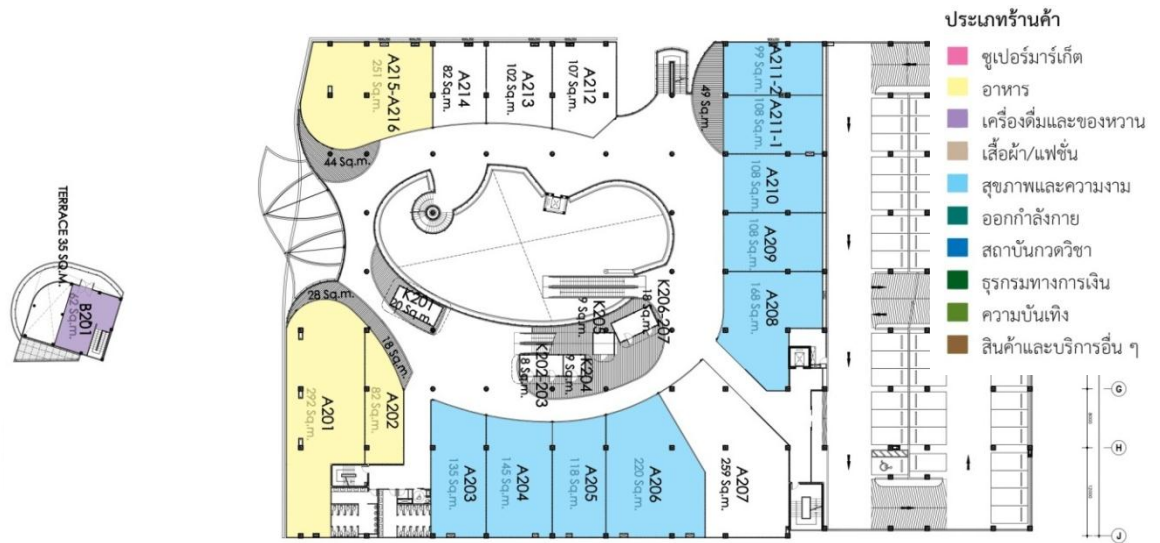 ประเภทร้านค้า
ซูเปอร์มาร์เก็ต
อาหาร
เครื่องดื่มและของหวาน
เสื้อผ้า/แฟชั่น
สุขภาพและความงาม
ออกกำลังกาย
สถาบันกวดวิชา
ธุรกรรมทางการเงิน
ความบันเทิง
สินค้าและบริการอื่น ๆ
A215-A216
251 Sq.m.
A214
82 Sq.m.
A213
102 Sq.m.
A212
107 Sq.m.
A211-2
99 Sq.m.
A211-1
108 Sq.m.
49 Sq.m.
44 Sq.m.
A210
108 Sq.m.
A209
108 Sq.m.
A208
168 Sq.m.
TERRACE 35 SQ.M.
B201
62 Sq.m.
28 Sq.m.
18 Sq.m.
K201
20 Sq.m.
K206-207
18 Sq.m.
K205
9 Sq.m.
K204
9 Sq.m.
K202-203
18 Sq.m.
A201
292 Sq.m.
A202
82 Sq.m.
A203
135 Sq.m.
A204
145 Sq.m.
A205
118 Sq.m.
A206
220 Sq.m.
A207
259 Sq.m.
G
H
J